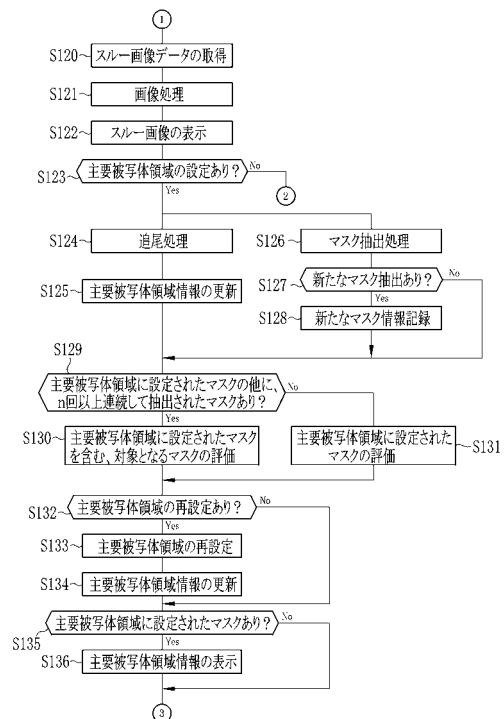 1
S120
スルー画像データの取得
S121
画像処理
S122
スルー画像の表示
S123
主要被写体領域の設定あり?
No
Yes
2
S124
追尾処理
S126
マスク抽出処理
S127
新たなマスク抽出あり?
No
Yes
S125
主要被写体領域情報の更新
S128
新たなマスク情報記録
S129
主要被写体領域に設定されたマスクの他に、
n回以上連続して抽出されたマスクあり?
No
Yes
S130
主要被写体領域に設定されたマスク
を含む、対象となるマスクの評価
主要被写体領域に設定された
マスクの評価
S131
S132
主要被写体領域の再設定あり?
No
Yes
S133
主要被写体領域の再設定
S134
主要被写体領域情報の更新
S135
主要被写体領域に設定されたマスクあり?
No
Yes
S136
主要被写体領域情報の表示
3